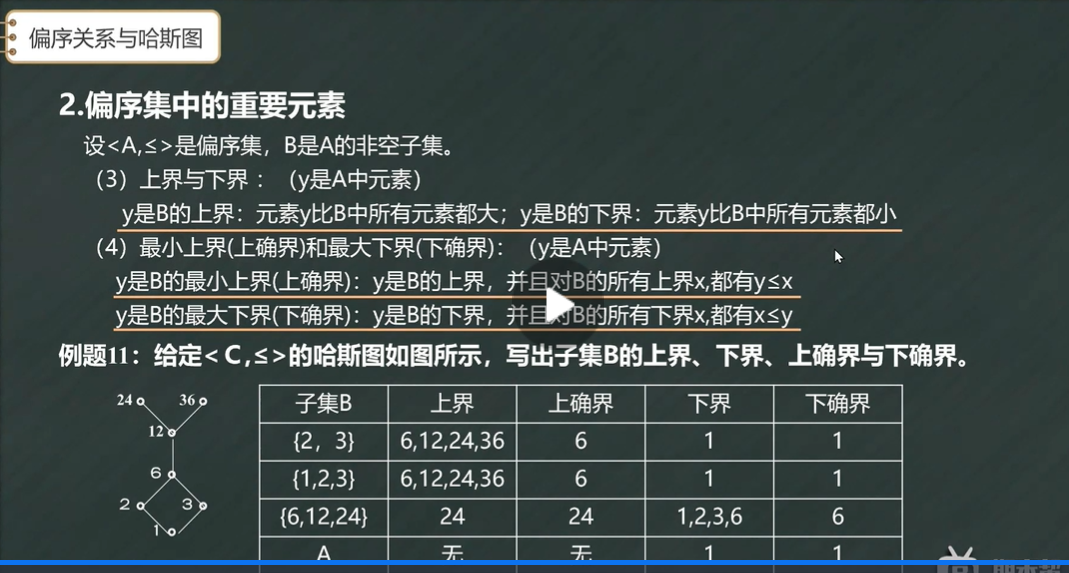 偏序关系与哈斯图
2.偏序集中的重要元素
设<A,≤>是偏序集，B是A的非空子集。
（3）上界与下界：（y是A中元素）
y是B的上界：元素y比B中所有元素都大；y是B的下界：元素y比B中所有元素都小
（4）最小上界(上确界)和最大下界(下确界)：（y是A中元素）
y是B的最小上界(上确界)：y是B的上界，并且对B的所有上界x,都有y≤x
y是B的最大下界(下确界)：y是B的下界，并且对B的所有下界x,都有x≤y
例题11：给定<C,≤>的哈斯图如图所示，写出子集B的上界、下界、上确界与下确界。
24 36
12
6
2 3
1
子集B 上界 上确界 下界 下确界
{2，3} 6,12,24,36 6 1 1
{1,2,3} 6,12,24,36 6 1 1
{6,12,24} 24 24 1,2,3,6 6
A 无 无 1 1